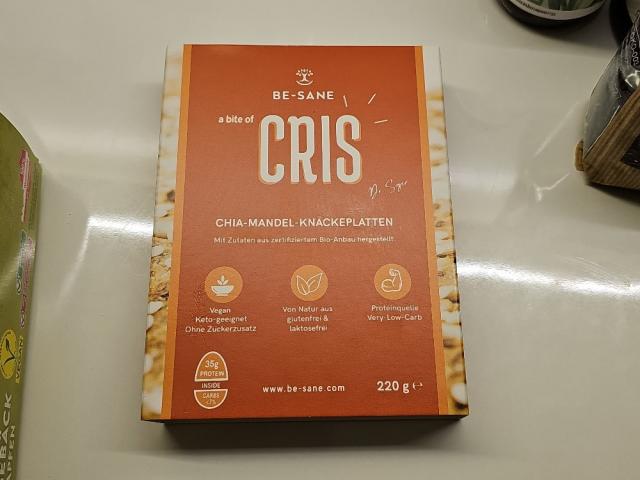 BE-SANE
a bite of
CRIS
CHIA-MANDEL-KNÄCKEPLATTEN
Mit Zutaten aus zertifiziertem Bio-Anbau hergestellt
Vegan
Keto-geeignet
Ohne Zuckerzusatz
Von Natur aus
glutenfrei &
laktosefrei
Proteinquelle
Very-Low-Carb
35g
PROTEIN
INSIDE
CARBS
<7%
www.be-sane.com
220 g ℮
VEGAN